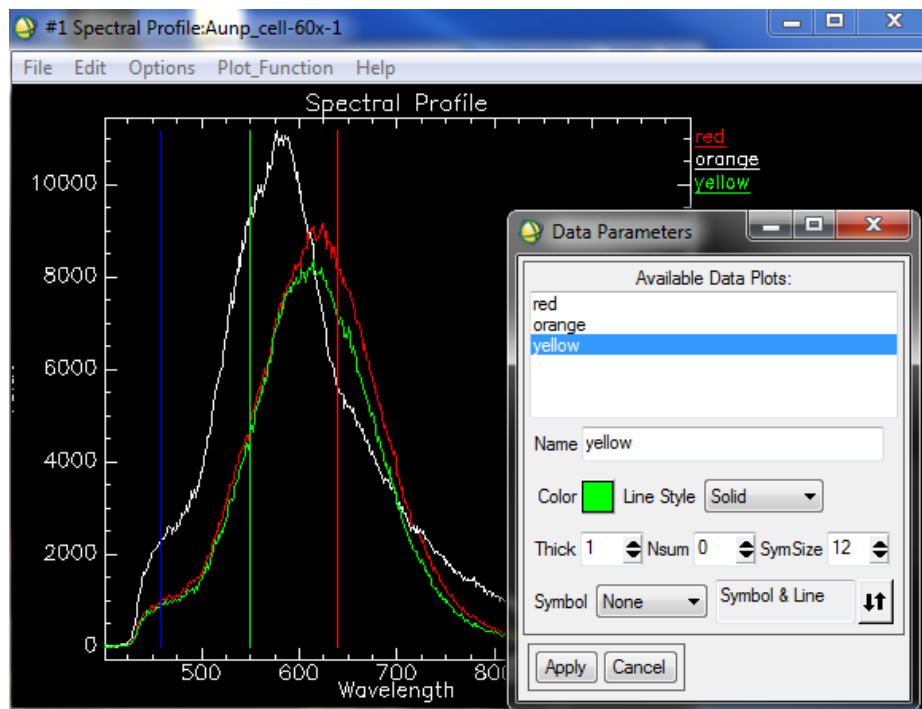 #1 Spectral Profile:Aunp_cell-60x-1
File Edit Options Plot_Function Help
Spectral Profile
red
orange
yellow
10000
8000
6000
4000
2000
0
500 600 700
Wavelength
Data Parameters
Available Data Plots:
red
orange
yellow
Name yellow
Color Line Style Solid
Thick 1 Nsum 0 SymSize 12
Symbol None Symbol & Line
Apply Cancel